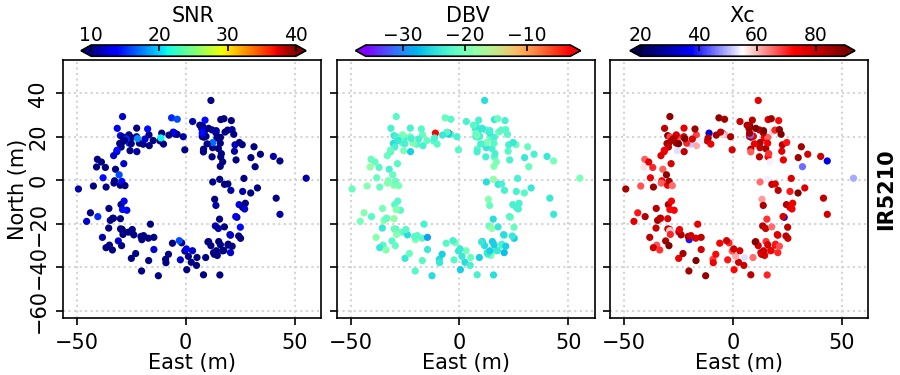 SNR DBV Xc
10 20 30 40 −30 −20 −10 20 40 60 80
40
20
0
−20
−40
−60
North (m)
−50 0 50 −50 0 50 −50 0 50
East (m) East (m) East (m)
IR5210